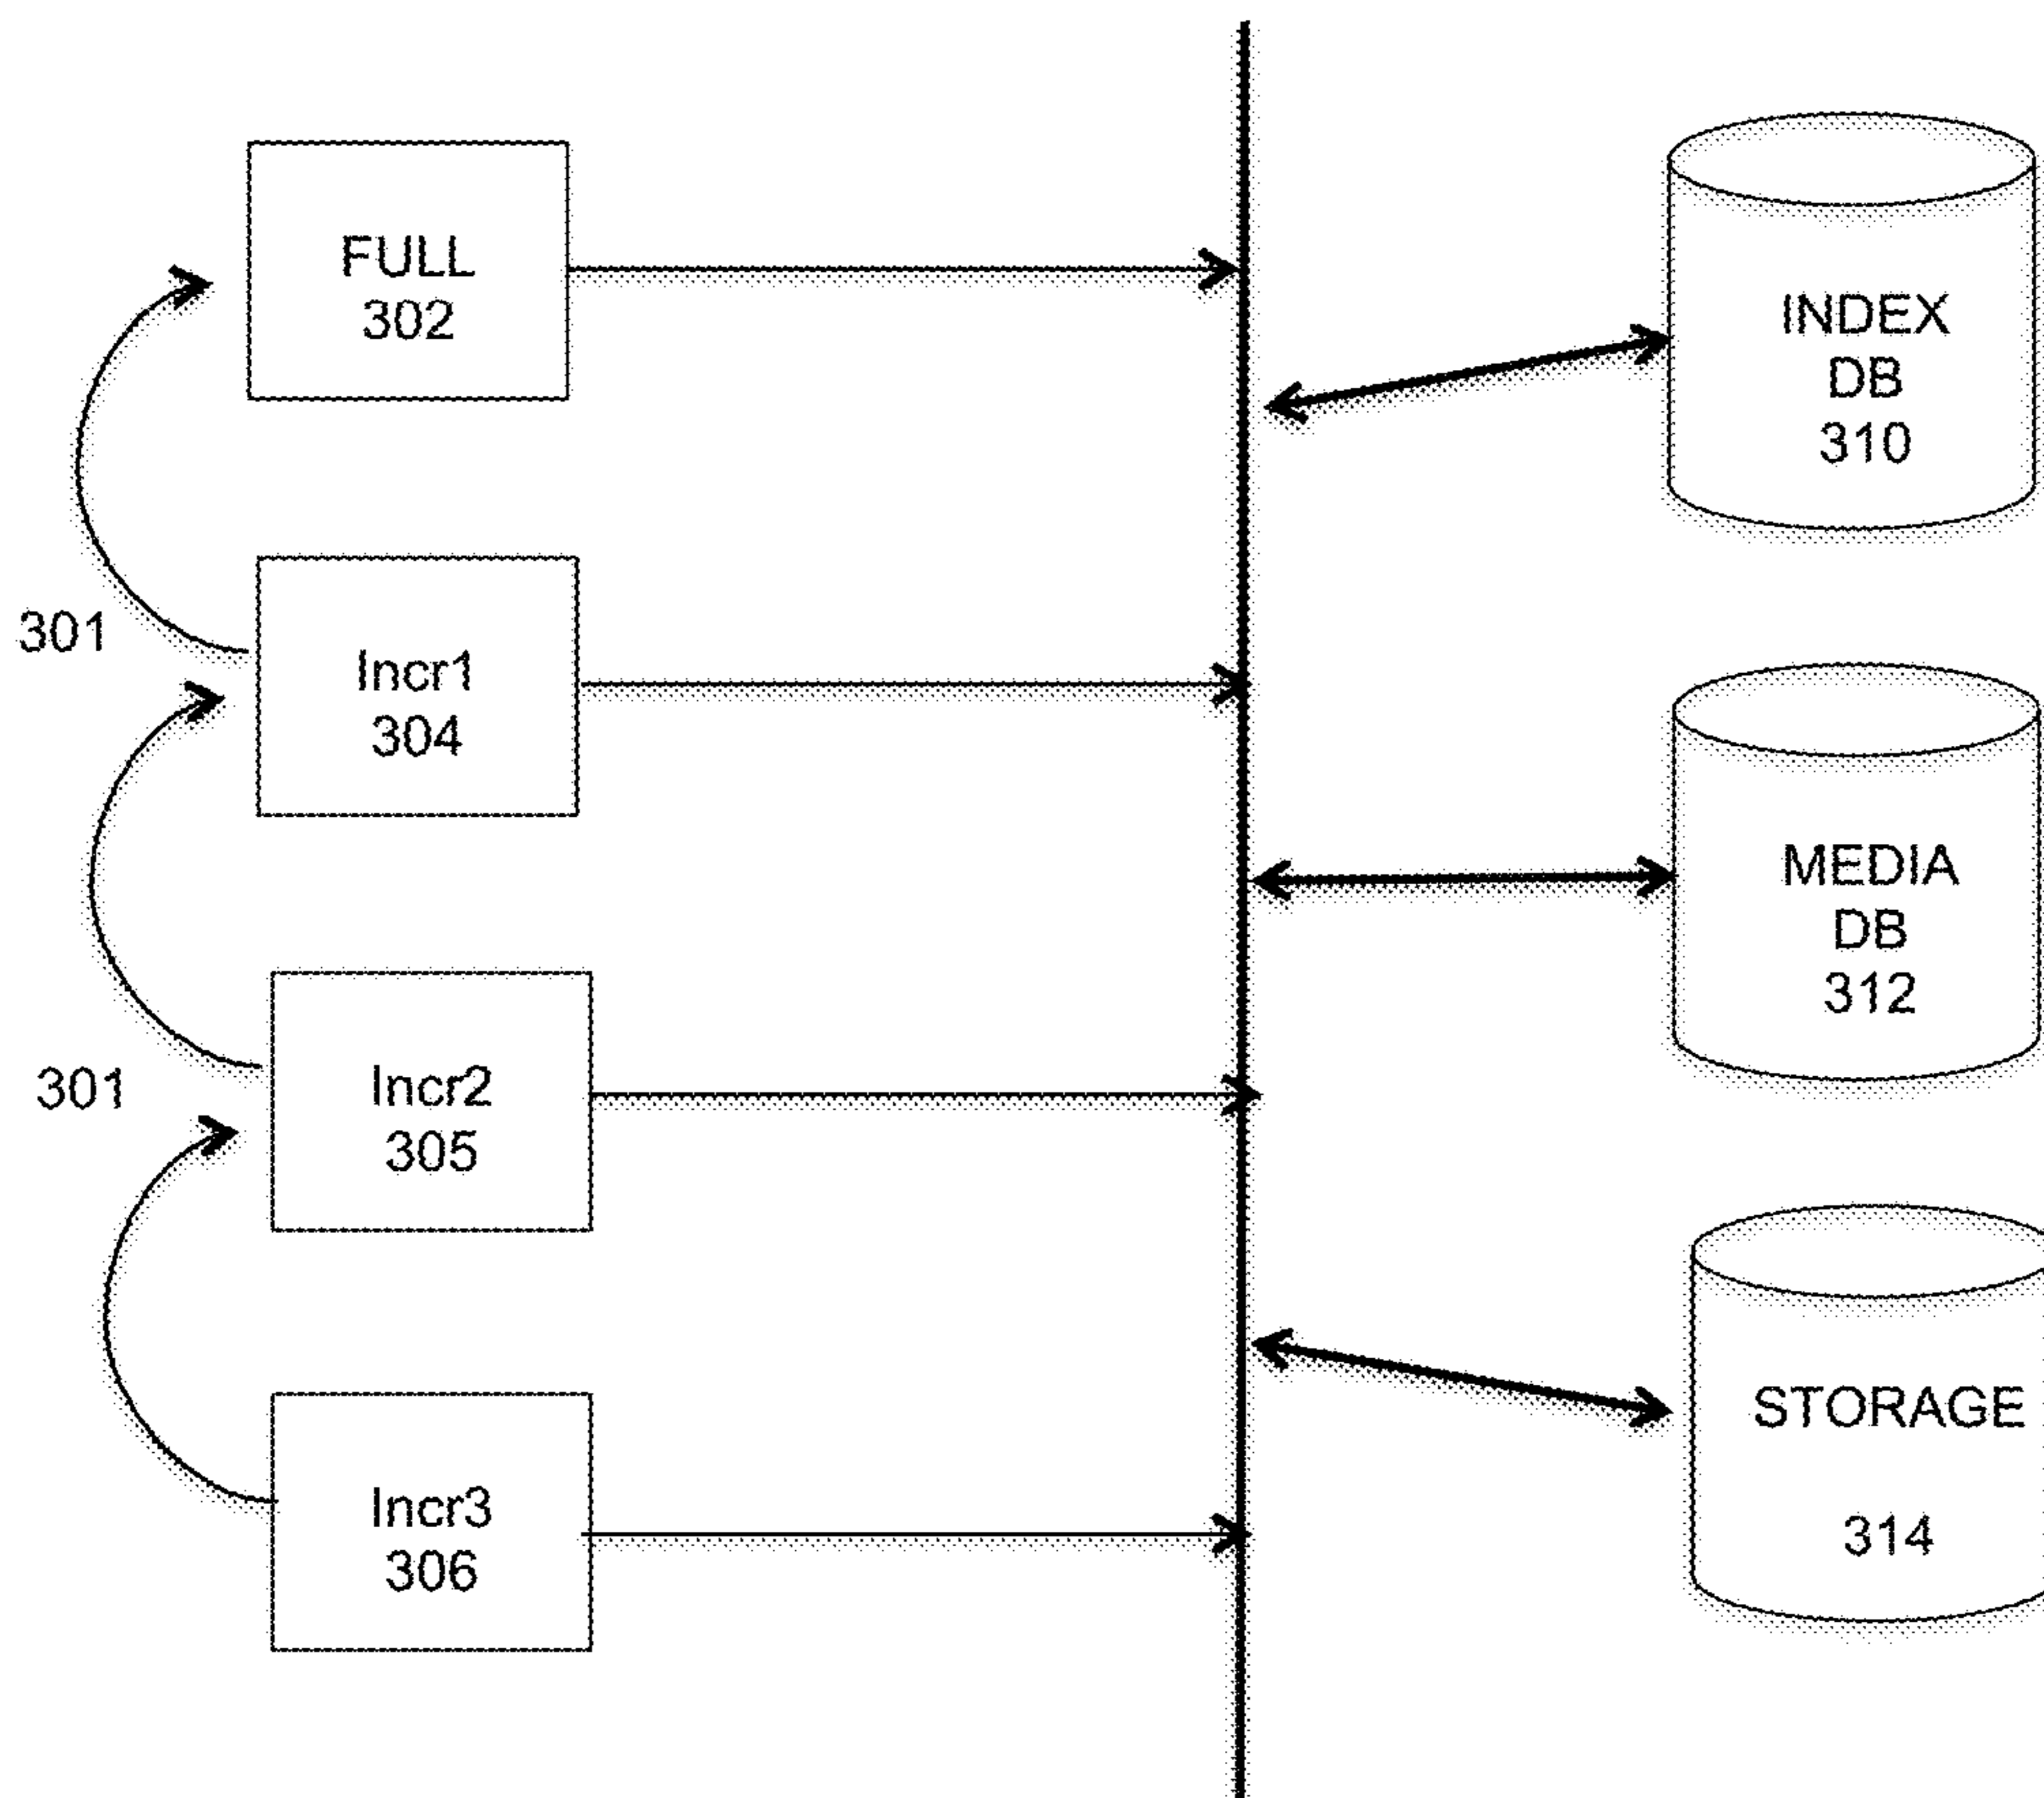 FULL
302
INDEX
DB
310
301
Incr1
304
MEDIA
DB
312
301
Incr2
305
STORAGE
314
Incr3
306